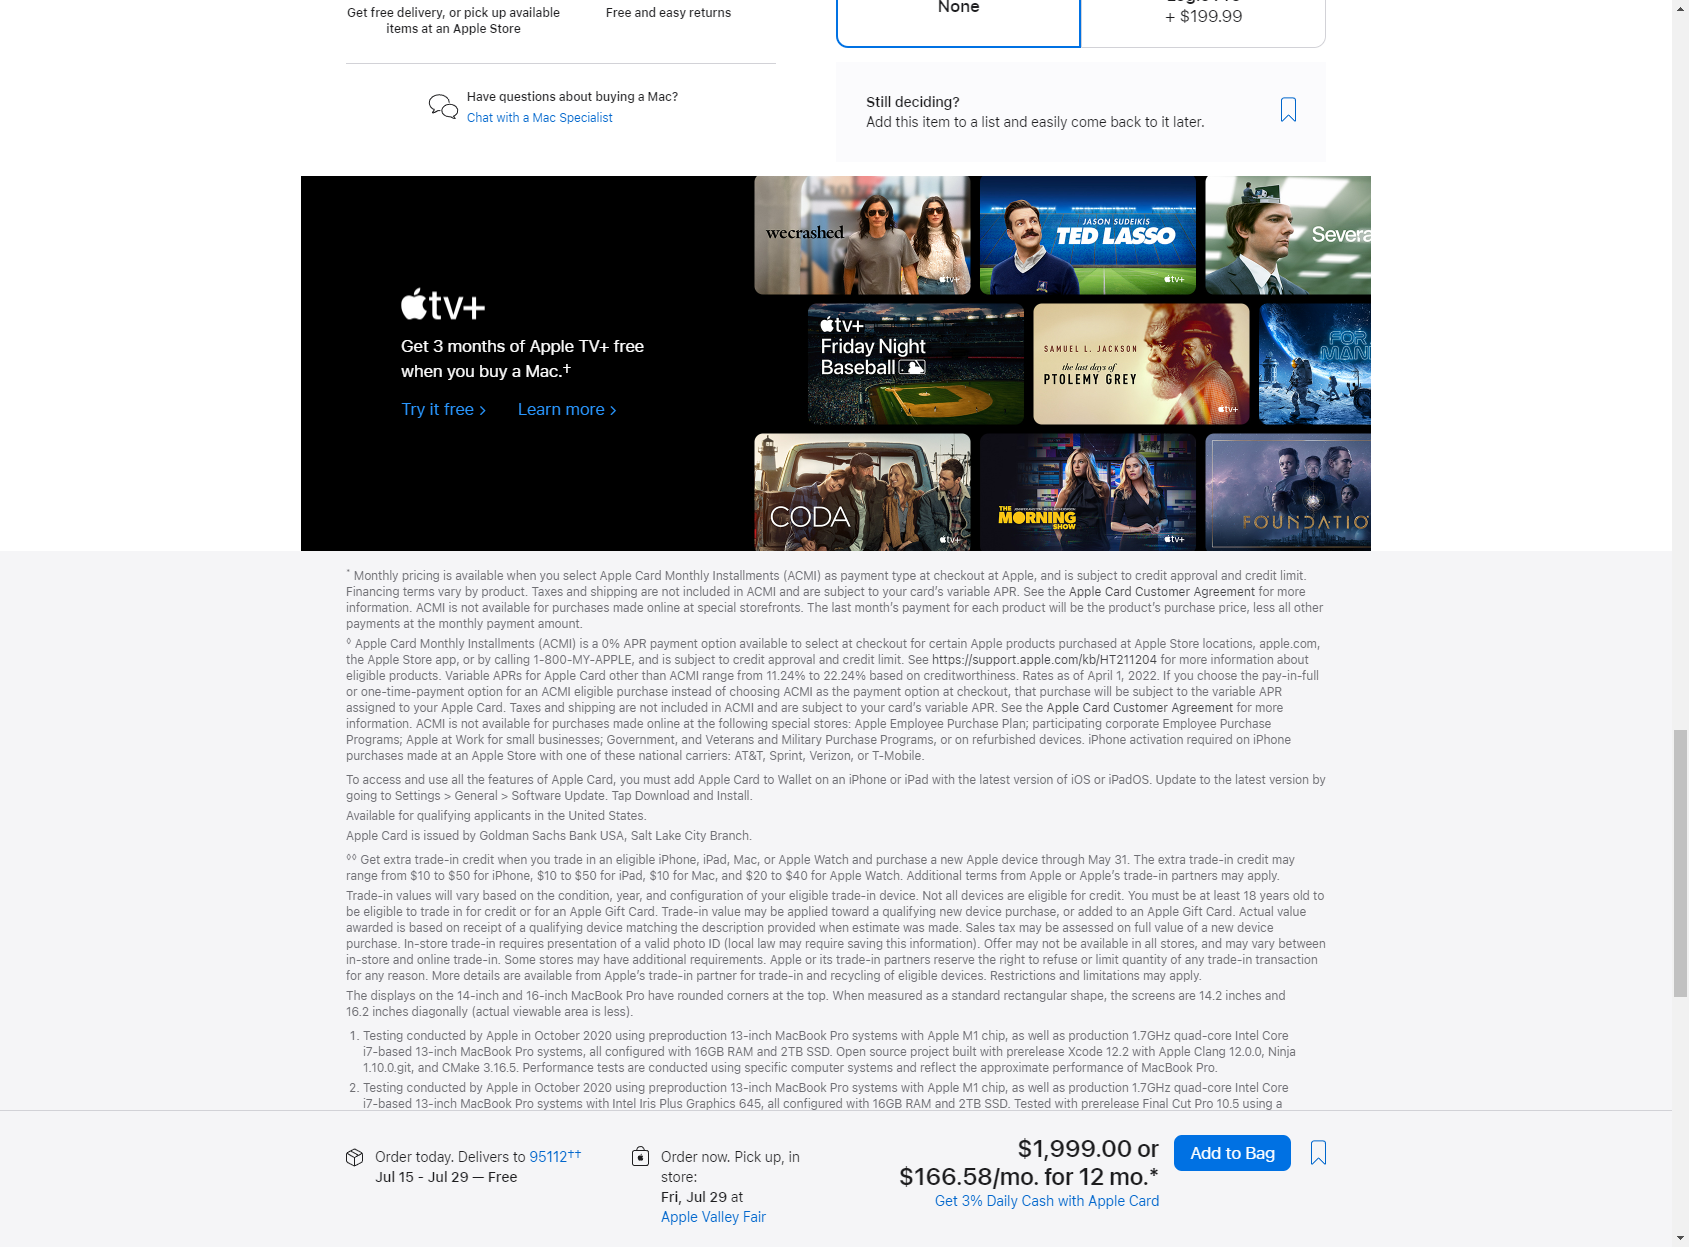 Get free delivery, or pick up available
items at an Apple Store
Free and easy returns
None
+ $199.99
Have questions about buying a Mac?
Chat with a Mac Specialist
Still deciding?
Add this item to a list and easily come back to it later.
tv+
Get 3 months of Apple TV+ free
when you buy a Mac.†
Try it free >
Learn more >
wecrashed
tv+
JASON SUDEIKIS
TED LASSO
tv+
Severa
tv+
Friday Night
Baseball
SAMUEL L. JACKSON
the last days of
PTOLEMY GREY
tv+
FOR
MAN
CODA
tv+
THE
MORNING
SHOW
tv+
FOUNDATIO
* Monthly pricing is available when you select Apple Card Monthly Installments (ACMI) as payment type at checkout at Apple, and is subject to credit approval and credit limit.
Financing terms vary by product. Taxes and shipping are not included in ACMI and are subject to your card's variable APR. See the Apple Card Customer Agreement for more
information. ACMI is not available for purchases made online at special storefronts. The last month's payment for each product will be the product's purchase price, less all other
payments at the monthly payment amount.
◊ Apple Card Monthly Installments (ACMI) is a 0% APR payment option available to select at checkout for certain Apple products purchased at Apple Store locations, apple.com,
the Apple Store app, or by calling 1-800-MY-APPLE, and is subject to credit approval and credit limit. See https://support.apple.com/kb/HT211204 for more information about
eligible products. Variable APRs for Apple Card other than ACMI range from 11.24% to 22.24% based on creditworthiness. Rates as of April 1, 2022. If you choose the pay-in-full
or one-time-payment option for an ACMI eligible purchase instead of choosing ACMI as the payment option at checkout, that purchase will be subject to the variable APR
assigned to your Apple Card. Taxes and shipping are not included in ACMI and are subject to your card's variable APR. See the Apple Card Customer Agreement for more
information. ACMI is not available for purchases made online at the following special stores: Apple Employee Purchase Plan; participating corporate Employee Purchase
Programs; Apple at Work for small businesses; Government, and Veterans and Military Purchase Programs, or on refurbished devices. iPhone activation required on iPhone
purchases made at an Apple Store with one of these national carriers: AT&T, Sprint, Verizon, or T-Mobile.
To access and use all the features of Apple Card, you must add Apple Card to Wallet on an iPhone or iPad with the latest version of iOS or iPadOS. Update to the latest version by
going to Settings > General > Software Update. Tap Download and Install.
Available for qualifying applicants in the United States.
Apple Card is issued by Goldman Sachs Bank USA, Salt Lake City Branch.
◊◊ Get extra trade-in credit when you trade in an eligible iPhone, iPad, Mac, or Apple Watch and purchase a new Apple device through May 31. The extra trade-in credit may
range from $10 to $50 for iPhone, $10 to $50 for iPad, $10 for Mac, and $20 to $40 for Apple Watch. Additional terms from Apple or Apple's trade-in partners may apply.
Trade-in values will vary based on the condition, year, and configuration of your eligible trade-in device. Not all devices are eligible for credit. You must be at least 18 years old to
be eligible to trade in for credit or for an Apple Gift Card. Trade-in value may be applied toward a qualifying new device purchase, or added to an Apple Gift Card. Actual value
awarded is based on receipt of a qualifying device matching the description provided when estimate was made. Sales tax may be assessed on full value of a new device
purchase. In-store trade-in requires presentation of a valid photo ID (local law may require saving this information). Offer may not be available in all stores, and may vary between
in-store and online trade-in. Some stores may have additional requirements. Apple or its trade-in partners reserve the right to refuse or limit quantity of any trade-in transaction
for any reason. More details are available from Apple's trade-in partner for trade-in and recycling of eligible devices. Restrictions and limitations may apply.
The displays on the 14-inch and 16-inch MacBook Pro have rounded corners at the top. When measured as a standard rectangular shape, the screens are 14.2 inches and
16.2 inches diagonally (actual viewable area is less).
1. Testing conducted by Apple in October 2020 using preproduction 13-inch MacBook Pro systems with Apple M1 chip, as well as production 1.7GHz quad-core Intel Core
i7-based 13-inch MacBook Pro systems, all configured with 16GB RAM and 2TB SSD. Open source project built with prerelease Xcode 12.2 with Apple Clang 12.0.0, Ninja
1.10.0.git, and CMake 3.16.5. Performance tests are conducted using specific computer systems and reflect the approximate performance of MacBook Pro.
2. Testing conducted by Apple in October 2020 using preproduction 13-inch MacBook Pro systems with Apple M1 chip, as well as production 1.7GHz quad-core Intel Core
i7-based 13-inch MacBook Pro systems with Intel Iris Plus Graphics 645, all configured with 16GB RAM and 2TB SSD. Tested with prerelease Final Cut Pro 10.5 using a
Order today. Delivers to 95112††
Jul 15 - Jul 29 — Free
Order now. Pick up, in
store:
Fri, Jul 29 at
Apple Valley Fair
$1,999.00 or
$166.58/mo. for 12 mo.*
Get 3% Daily Cash with Apple Card
Add to Bag